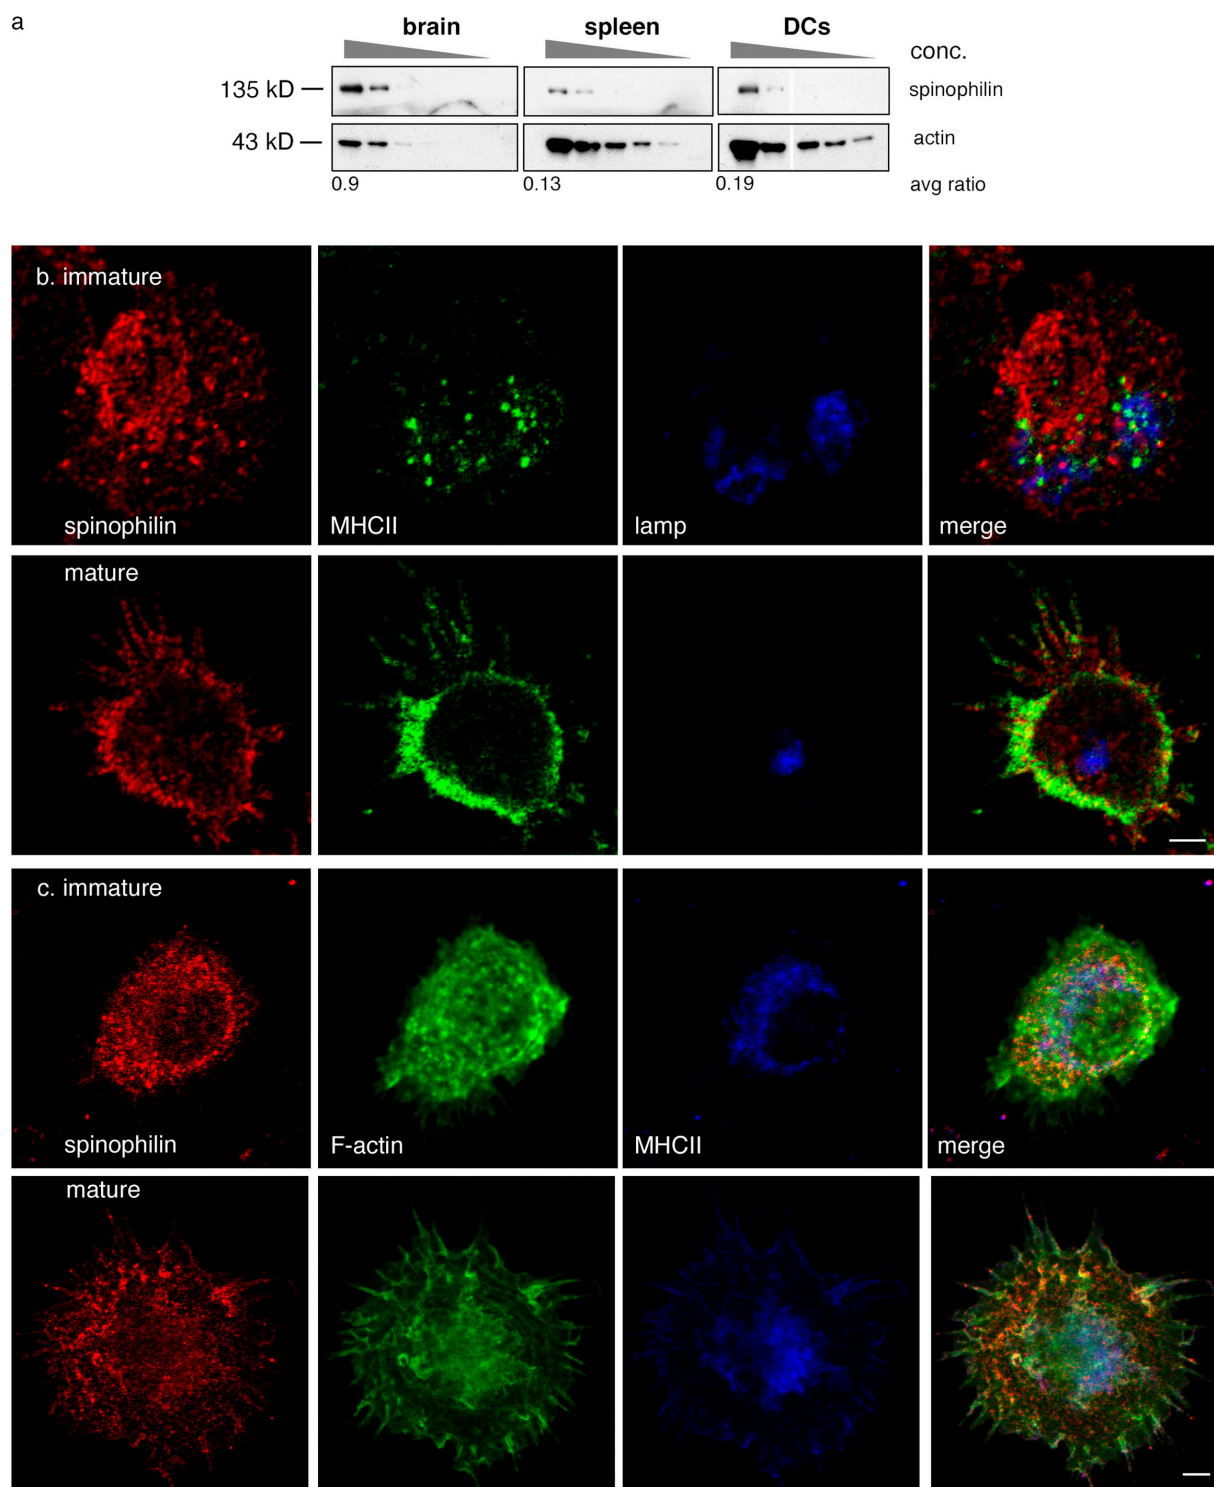 a
brain spleen DCs
conc.
135 kD spinophilin
43 kD actin
0.9 0.13 0.19 avg ratio
b. immature
spinophilin MHCII lamp merge
mature
c. immature
spinophilin F-actin MHCII merge
mature